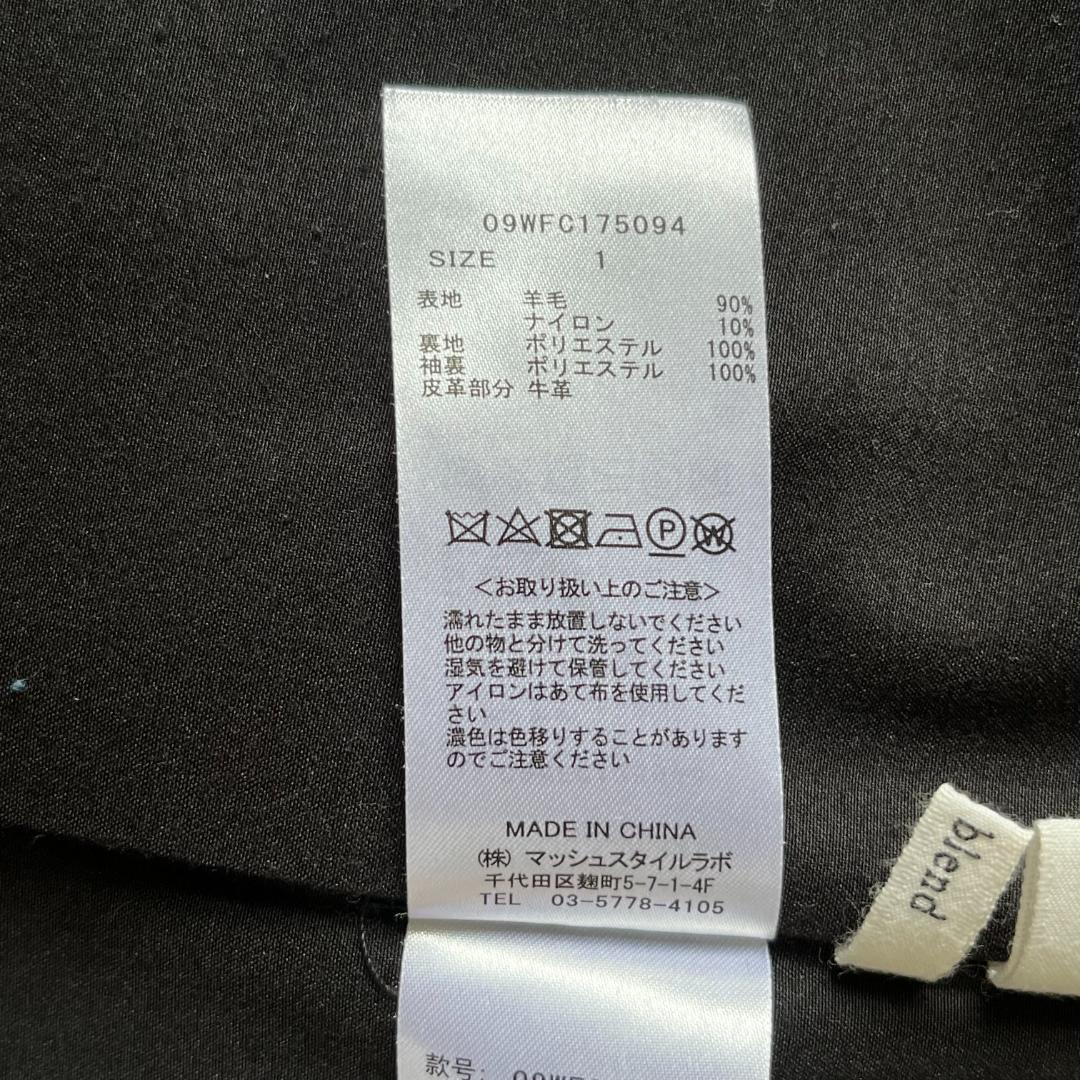 09WFC175094
SIZE 1
表地 羊毛 90%
ナイロン 10%
裏地 ポリエステル 100%
袖裏 ポリエステル 100%
皮革部分 牛革
P W
<お取り扱い上のご注意>
濡れたまま放置しないでください
他の物と分けて洗ってください
湿気を避けて保管してください
アイロンはあて布を使用してくだ
さい
濃色は色移りすることがあります
のでご注意ください
MADE IN CHINA
(株) マッシュスタイルラボ
千代田区麹町5-7-1-4F
TEL 03-5778-4105
blend
款号: